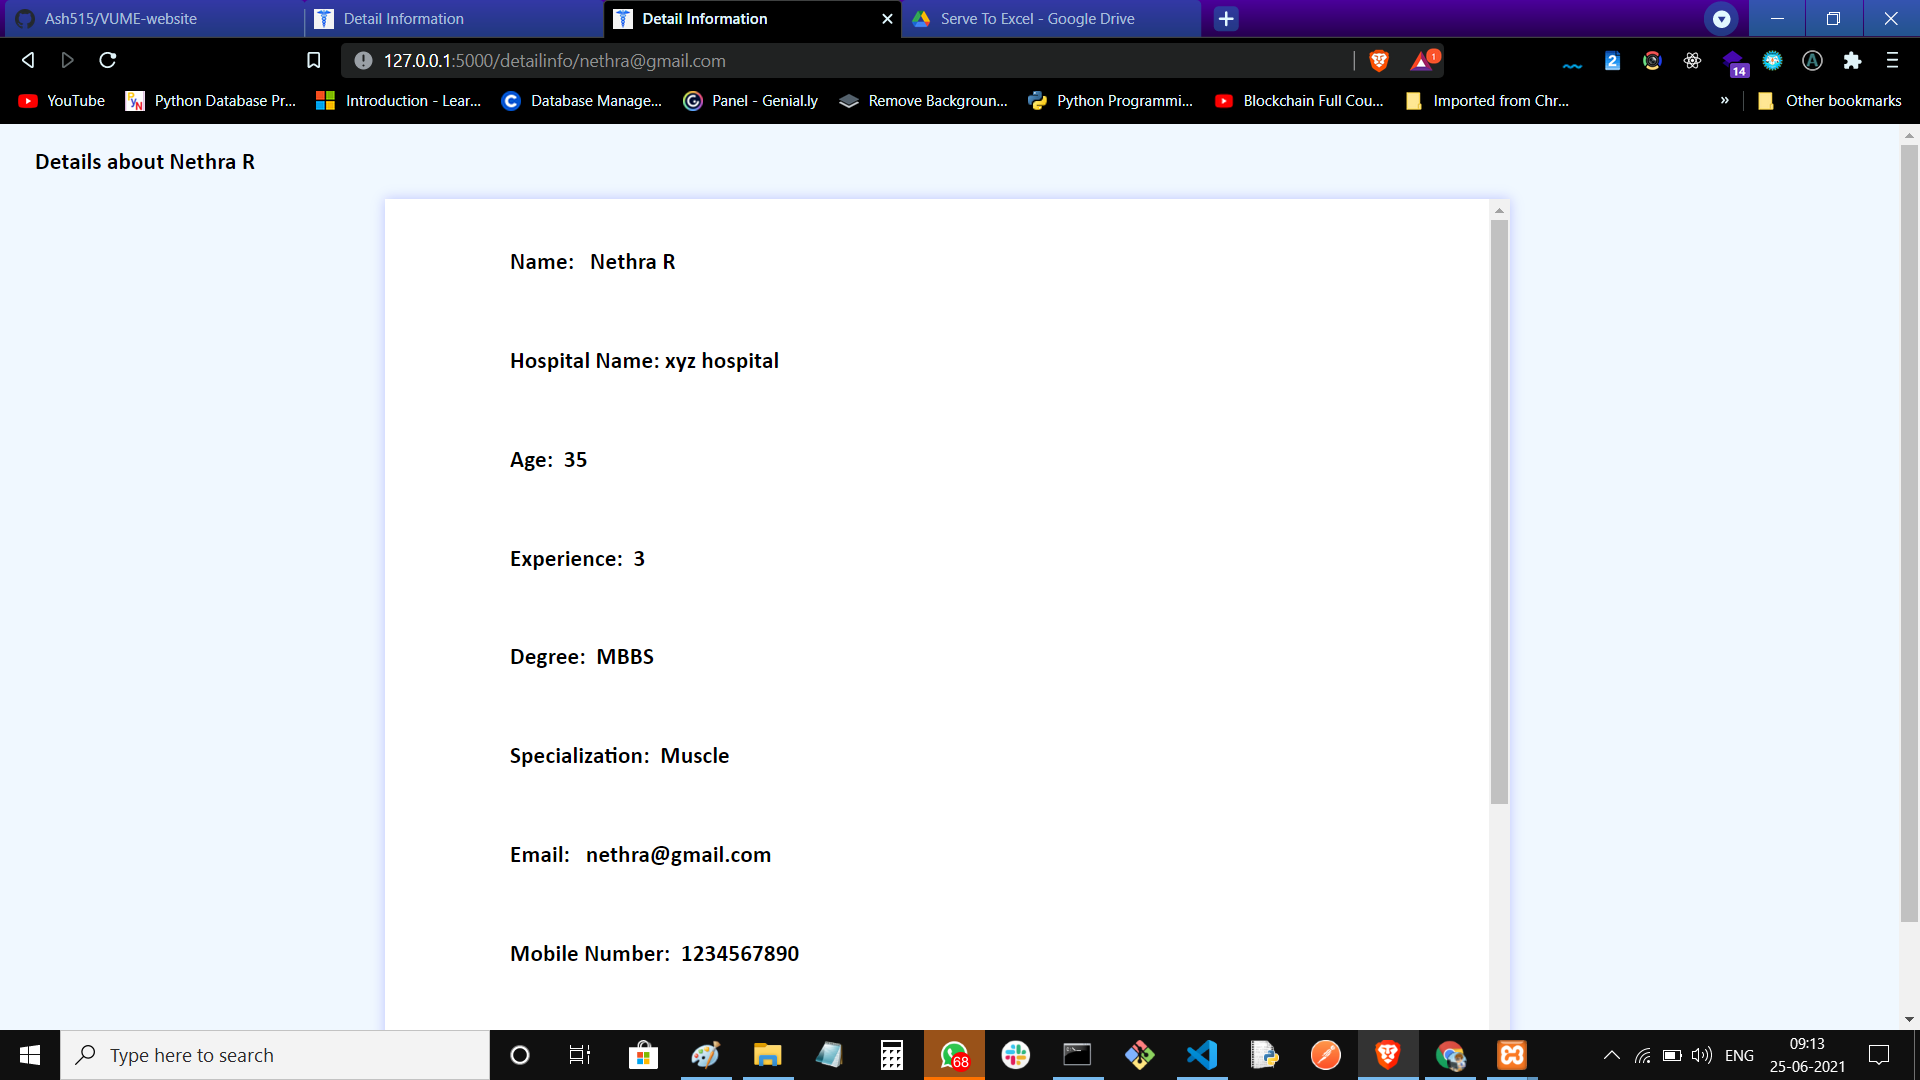 Ash515/VUME-website
Detail Information
Detail Information
Serve To Excel - Google Drive
127.0.0.1:5000/detailinfo/nethra@gmail.com
1
2
14
A
YouTube
Python Database Pr...
Introduction - Lear...
Database Manage...
Panel - Genial.ly
Remove Backgroun...
Python Programmi...
Blockchain Full Cou...
Imported from Chr...
»
Other bookmarks
Details about Nethra R
Name: Nethra R
Hospital Name: xyz hospital
Age: 35
Experience: 3
Degree: MBBS
Specialization: Muscle
Email: nethra@gmail.com
Mobile Number: 1234567890
Type here to search
68
ENG
09:13
25-06-2021